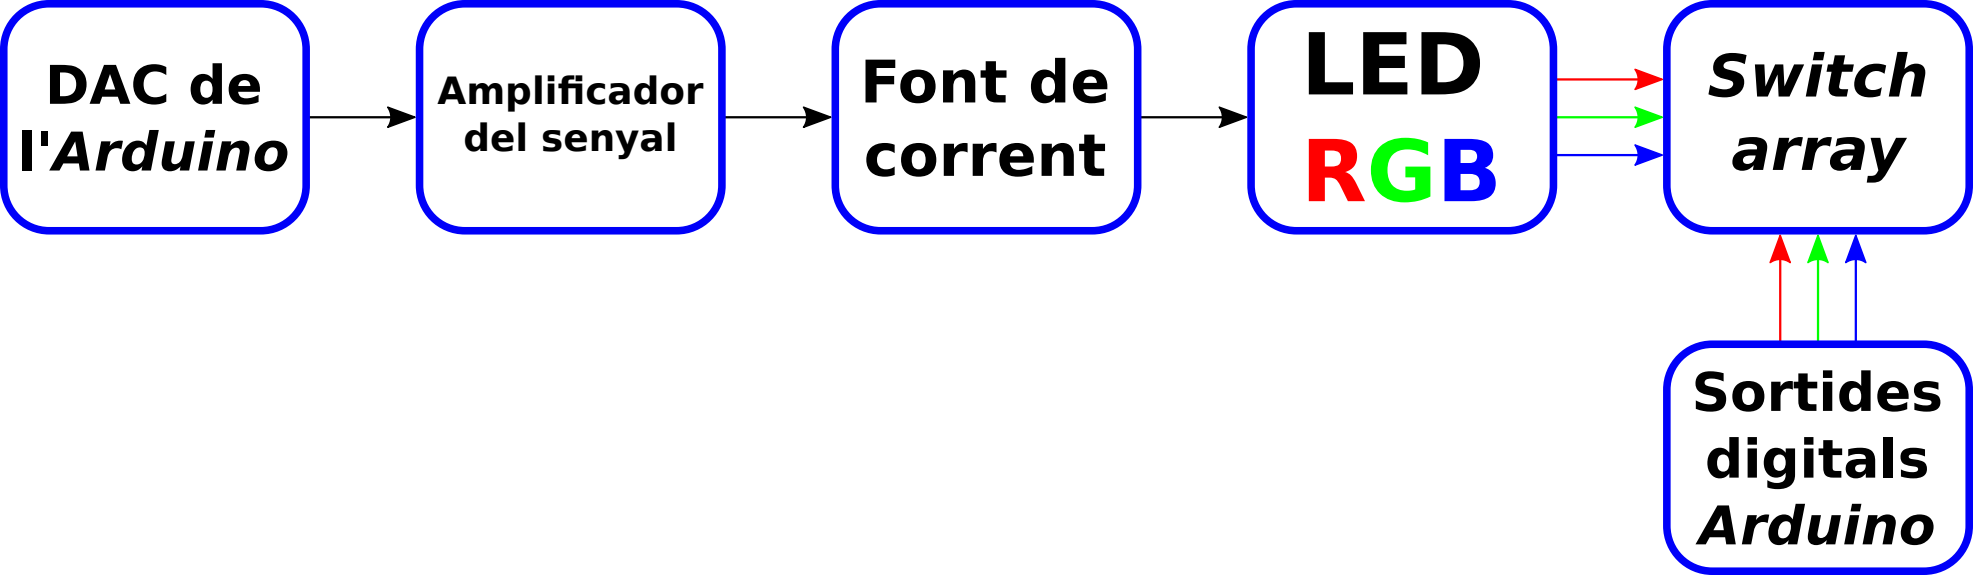 DAC de
l'Arduino
Amplificador
del senyal
Font de
corrent
LED
RGB
Switch
array
Sortides
digitals
Arduino